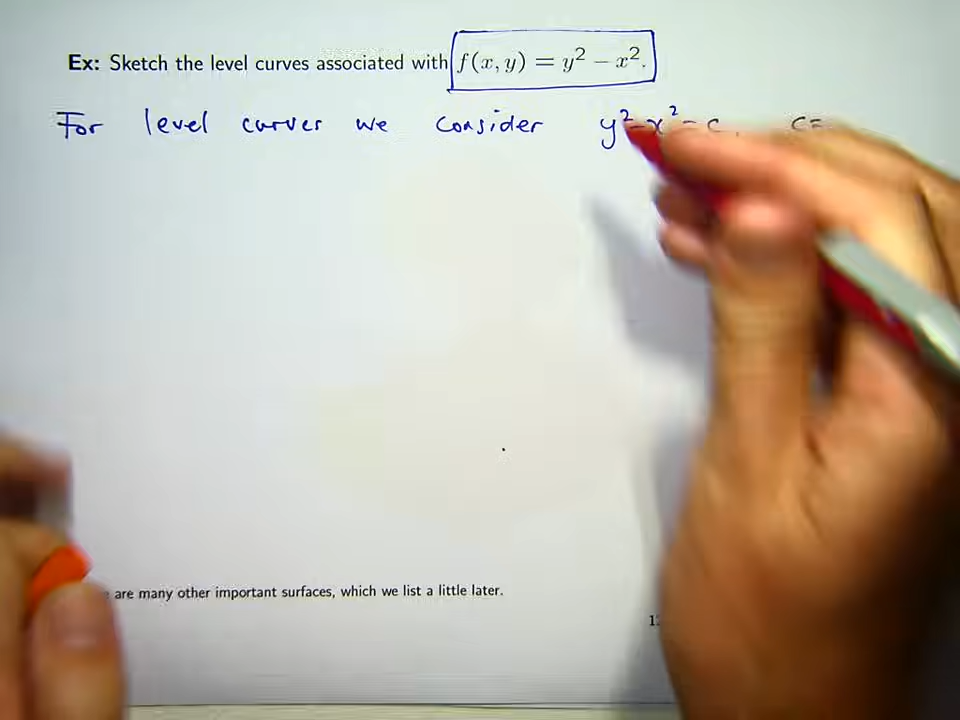 Ex: Sketch the level curves associated with f(x, y) = y² − x².
For level curves we consider y² - x² = c, c =
are many other important surfaces, which we list a little later.